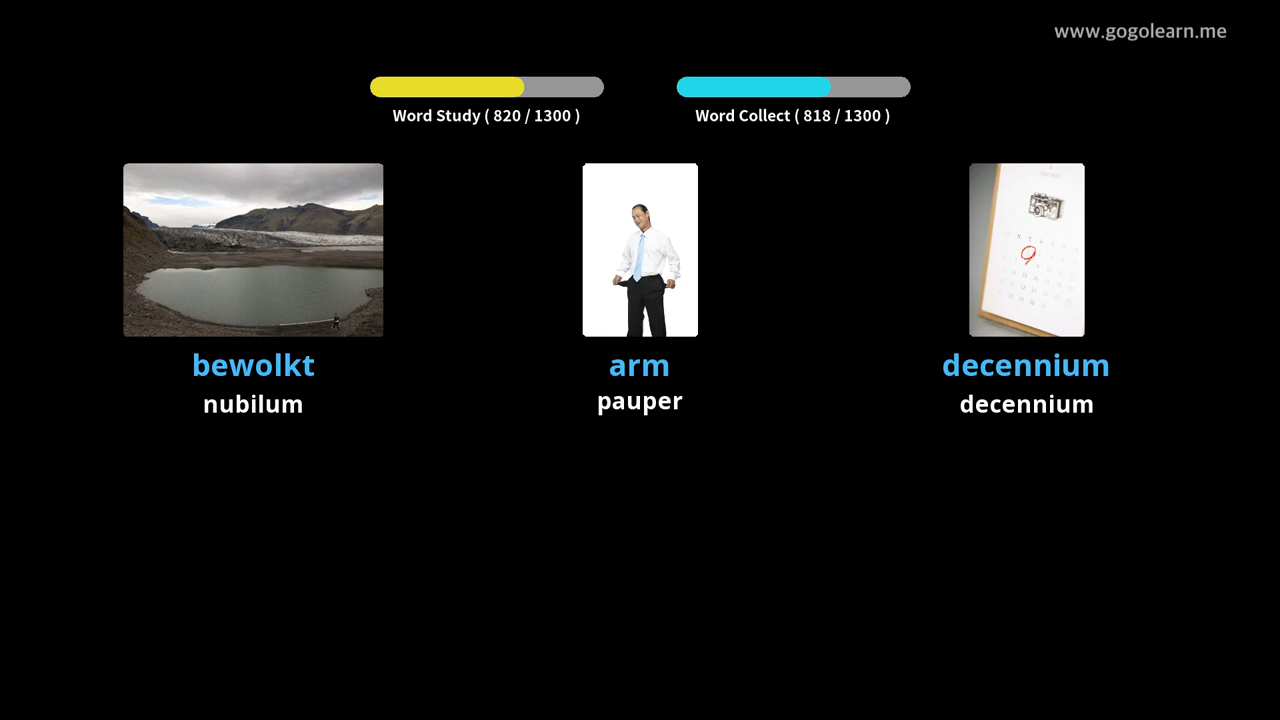 www.gogolearn.me
Word Study ( 820 / 1300 )
Word Collect ( 818 / 1300 )
bewolkt
nubilum
arm
pauper
decennium
decennium